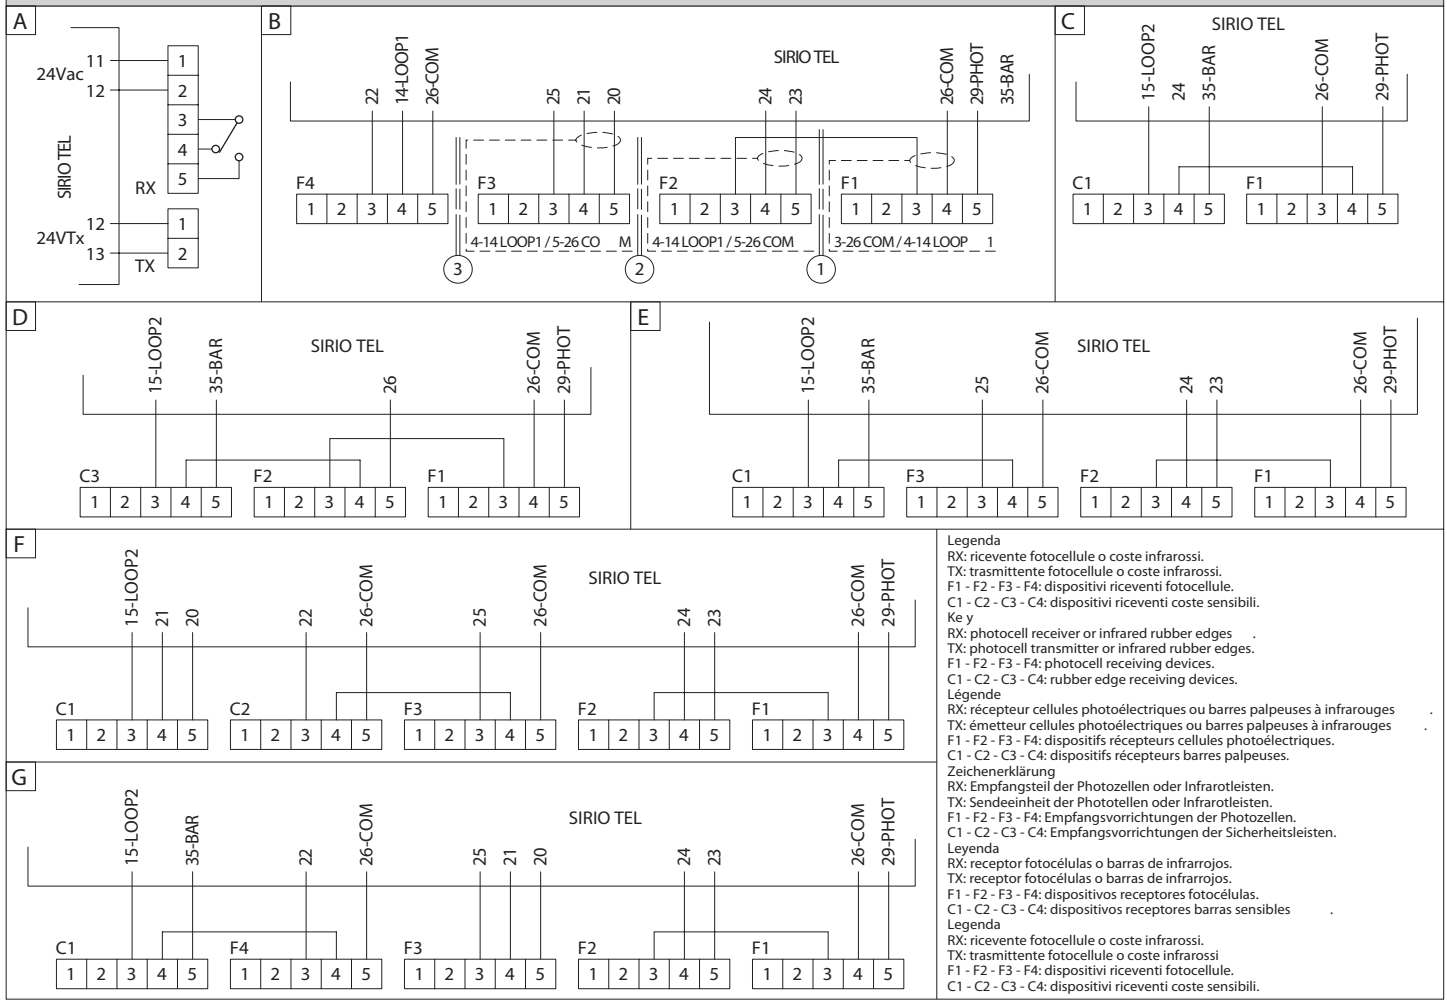 A
11
24Vac
12
1
2
3
4
5
RX
SIRIO TEL
12
24VTx
13
TX
1
2
B
SIRIO TEL
22
14-LOOP1
26-COM
25
21
20
24
23
26-COM
29-PHOT
35-BAR
F4
1 2 3 4 5
F3
1 2 3 4 5
F2
1 2 3 4 5
F1
1 2 3 4 5
4-14 LOOP1 / 5-26 CO M
4-14 LOOP1 / 5-26 COM
3-26 COM / 4-14 LOOP 1
3
2
1
C
SIRIO TEL
15-LOOP2
24
35-BAR
26-COM
29-PHOT
C1
1 2 3 4 5
F1
1 2 3 4 5
D
SIRIO TEL
15-LOOP2
35-BAR
26
26-COM
29-PHOT
C3
1 2 3 4 5
F2
1 2 3 4 5
F1
1 2 3 4 5
E
SIRIO TEL
15-LOOP2
35-BAR
25
26-COM
24
23
26-COM
29-PHOT
C1
1 2 3 4 5
F3
1 2 3 4 5
F2
1 2 3 4 5
F1
1 2 3 4 5
F
SIRIO TEL
15-LOOP2
21
20
22
26-COM
25
26-COM
24
23
26-COM
29-PHOT
C1
1 2 3 4 5
C2
1 2 3 4 5
F3
1 2 3 4 5
F2
1 2 3 4 5
F1
1 2 3 4 5
G
SIRIO TEL
15-LOOP2
35-BAR
22
26-COM
25
21
20
24
23
26-COM
29-PHOT
C1
1 2 3 4 5
F4
1 2 3 4 5
F3
1 2 3 4 5
F2
1 2 3 4 5
F1
1 2 3 4 5
Legenda
RX: ricevente fotocellule o coste infrarossi.
TX: trasmittente fotocellule o coste infrarossi.
F1 - F2 - F3 - F4: dispositivi riceventi fotocellule.
C1 - C2 - C3 - C4: dispositivi riceventi coste sensibili.
Ke y
RX: photocell receiver or infrared rubber edges .
TX: photocell transmitter or infrared rubber edges.
F1 - F2 - F3 - F4: photocell receiving devices.
C1 - C2 - C3 - C4: rubber edge receiving devices.
Légende
RX: récepteur cellules photoélectriques ou barres palpeuses à infrarouges .
TX: émetteur cellules photoélectriques ou barres palpeuses à infrarouges .
F1 - F2 - F3 - F4: dispositifs récepteurs cellules photoélectriques.
C1 - C2 - C3 - C4: dispositifs récepteurs barres palpeuses.
Zeichenerklärung
RX: Empfangsteil der Photozellen oder Infrarotleisten.
TX: Sendeeinheit der Phototellen oder Infrarotleisten.
F1 - F2 - F3 - F4: Empfangsvorrichtungen der Photozellen.
C1 - C2 - C3 - C4: Empfangsvorrichtungen der Sicherheitsleisten.
Leyenda
RX: receptor fotocélulas o barras de infrarrojos.
TX: receptor fotocélulas o barras de infrarrojos.
F1 - F2 - F3 - F4: dispositivos receptores fotocélulas.
C1 - C2 - C3 - C4: dispositivos receptores barras sensibles .
Legenda
RX: ricevente fotocellule o coste infrarossi.
TX: trasmittente fotocellule o coste infrarossi
F1 - F2 - F3 - F4: dispositivi riceventi fotocellule.
C1 - C2 - C3 - C4: dispositivi riceventi coste sensibili.